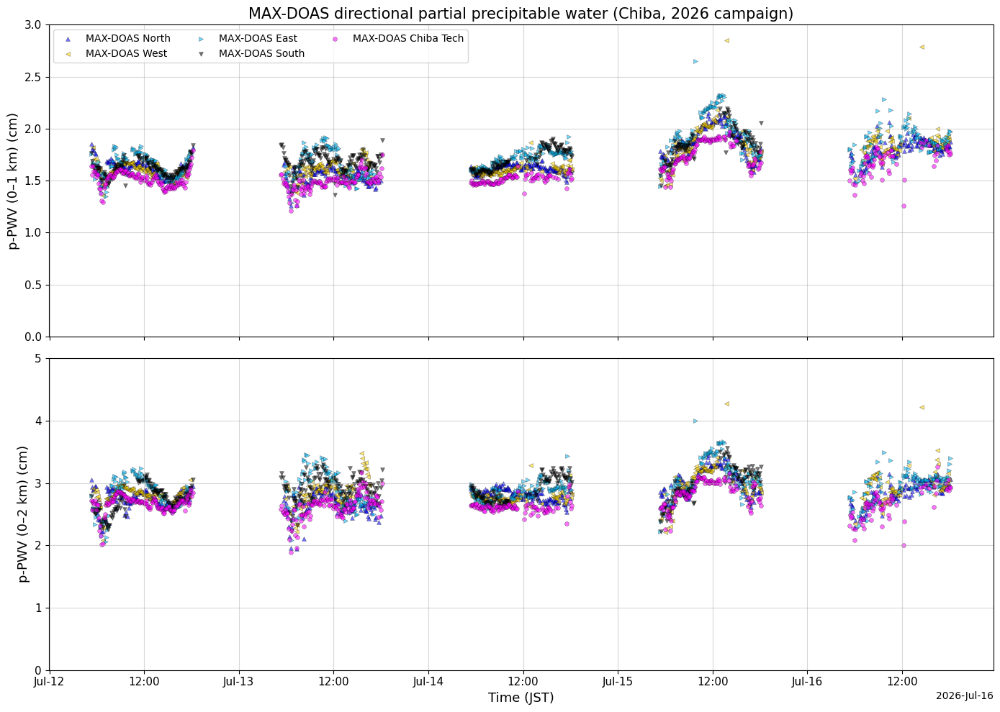 MAX-DOAS directional partial precipitable water (Chiba, 2026 campaign)
MAX-DOAS North
MAX-DOAS West
MAX-DOAS East
MAX-DOAS South
MAX-DOAS Chiba Tech
p-PWV (0–1 km) (cm)
3.0
2.5
2.0
1.5
1.0
0.5
0.0
p-PWV (0–2 km) (cm)
5
4
3
2
1
0
Jul-12 12:00 Jul-13 12:00 Jul-14 12:00 Jul-15 12:00 Jul-16 12:00
Time (JST)
2026-Jul-16